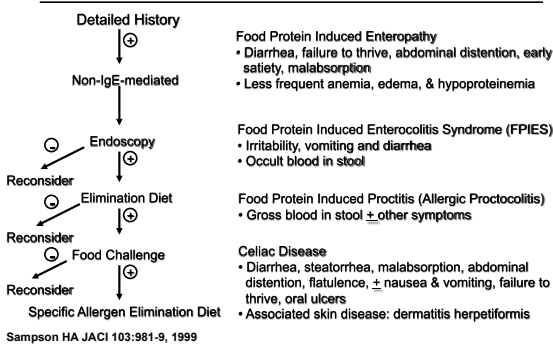 Detailed History
+
Non-IgE-mediated
Endoscopy
-
+
Reconsider
Elimination Diet
-
+
Reconsider
Food Challenge
-
+
Reconsider
Specific Allergen Elimination Diet
Food Protein Induced Enteropathy
• Diarrhea, failure to thrive, abdominal distention, early
satiety, malabsorption
• Less frequent anemia, edema, & hypoproteinemia
Food Protein Induced Enterocolitis Syndrome (FPIES)
• Irritability, vomiting and diarrhea
• Occult blood in stool
Food Protein Induced Proctitis (Allergic Proctocolitis)
• Gross blood in stool + other symptoms
Celiac Disease
• Diarrhea, steatorrhea, malabsorption, abdominal
distention, flatulence, + nausea & vomiting, failure to
thrive, oral ulcers
• Associated skin disease: dermatitis herpetiformis
Sampson HA JACI 103:981-9, 1999